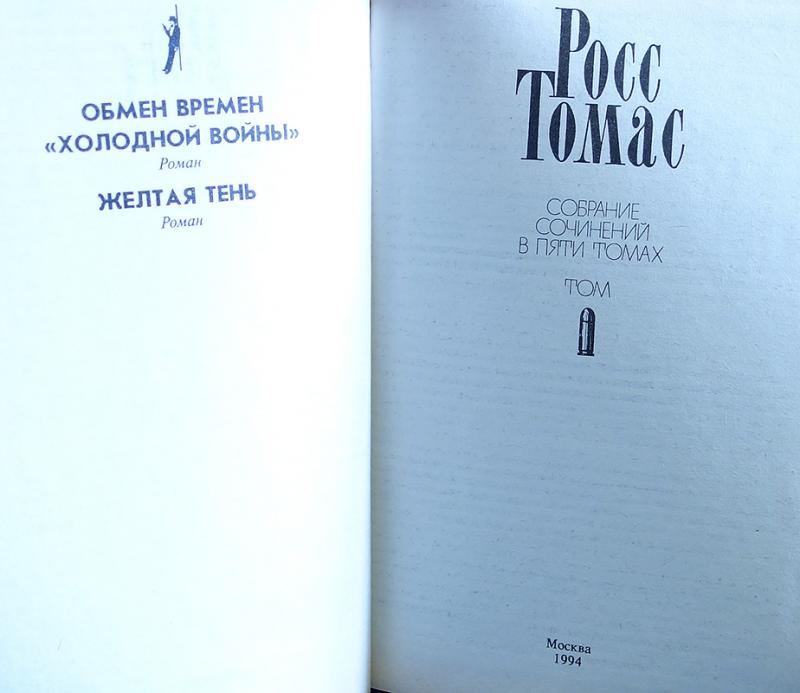 ОБМЕН ВРЕМЕН
«ХОЛОДНОЙ ВОЙНЫ»
Роман
ЖЕЛТАЯ ТЕНЬ
Роман
Росс
Томас
СОБРАНИЕ
СОЧИНЕНИЙ
В ПЯТИ ТОМАХ
ТОМ
Москва
1994